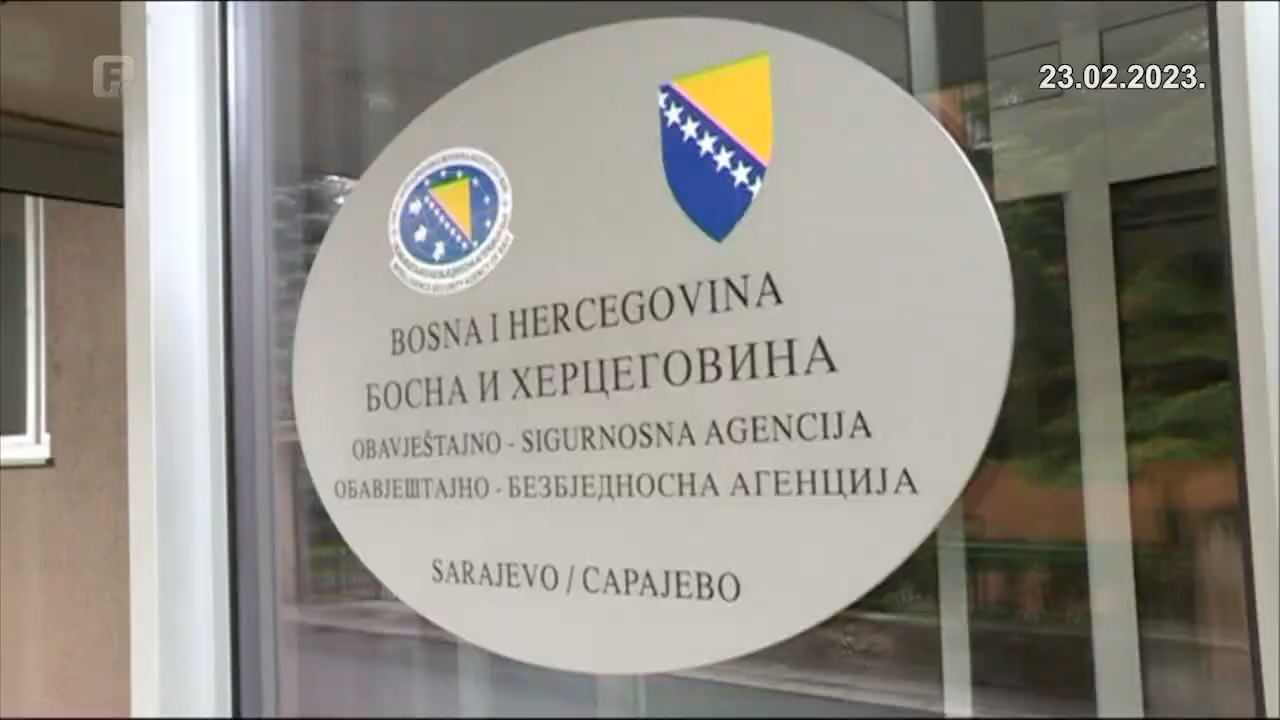 F
23.02.2023.
BOSNA I HERCEGOVINA
БОСНА И ХЕРЦЕГОВИНА
OBAVJEŠTAJNO - SIGURNOSNA AGENCIJA
ОБАВЈЕШТАЈНО - БЕЗБЈЕДНОСНА АГЕНЦИЈА
SARAJEVO / САРАЈЕВО